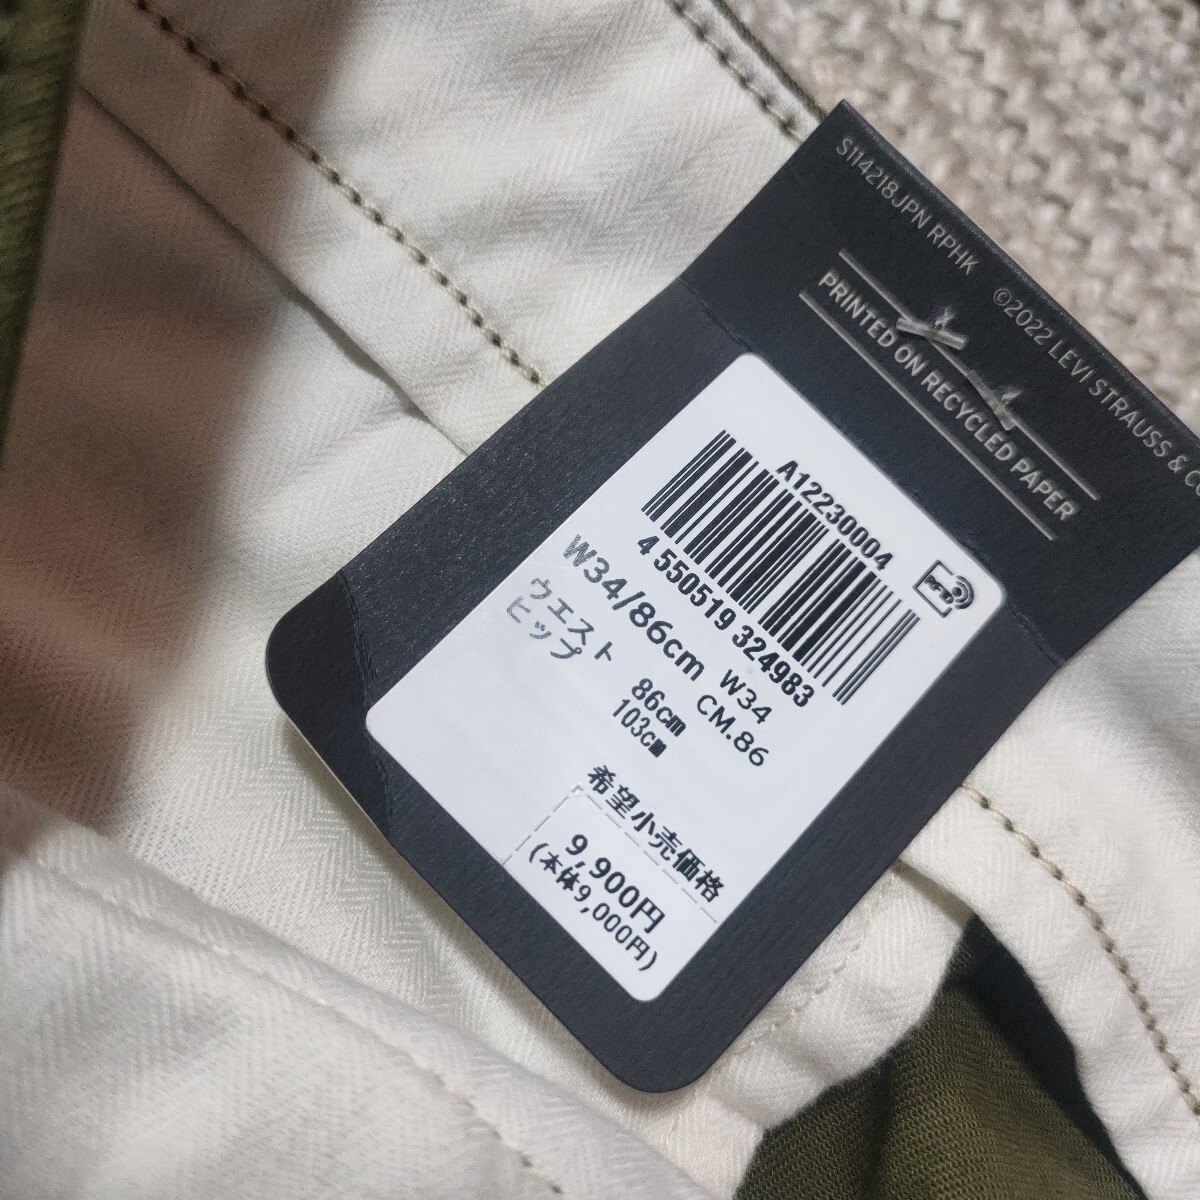 S114218JPN RPHK ©2022 LEVI STRAUSS & CO
PRINTED ON RECYCLED PAPER
A12230004
RFID
4 550519 324983
W34/86cm W34
CM.86
ウエスト 86cm
ヒップ 103cm
希望小売価格
9,900円
(本体9,000円)